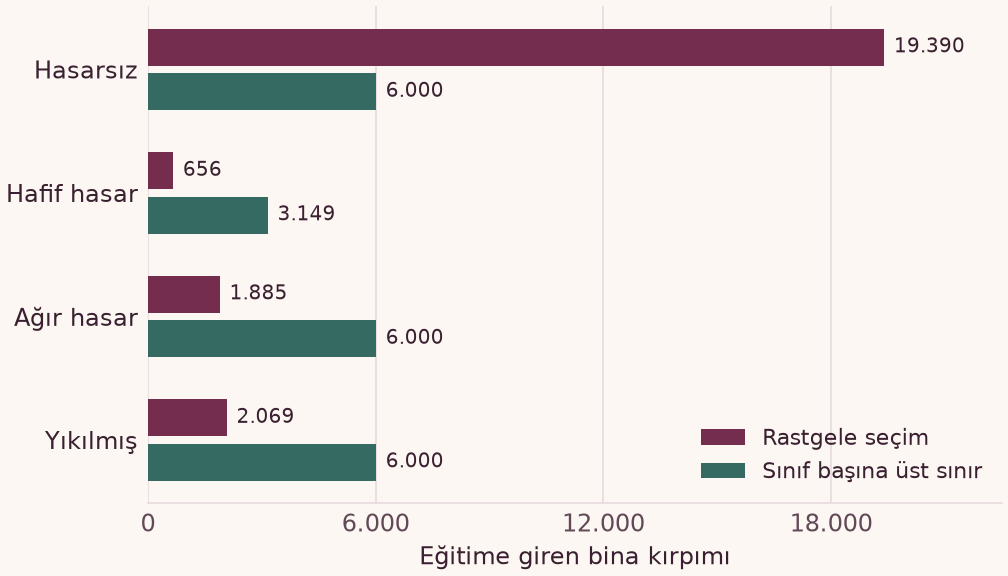 Hasarsız
19.390
6.000
Hafif hasar
656
3.149
Ağır hasar
1.885
6.000
Yıkılmış
2.069
6.000
Rastgele seçim
Sınıf başına üst sınır
0 6.000 12.000 18.000
Eğitime giren bina kırpımı